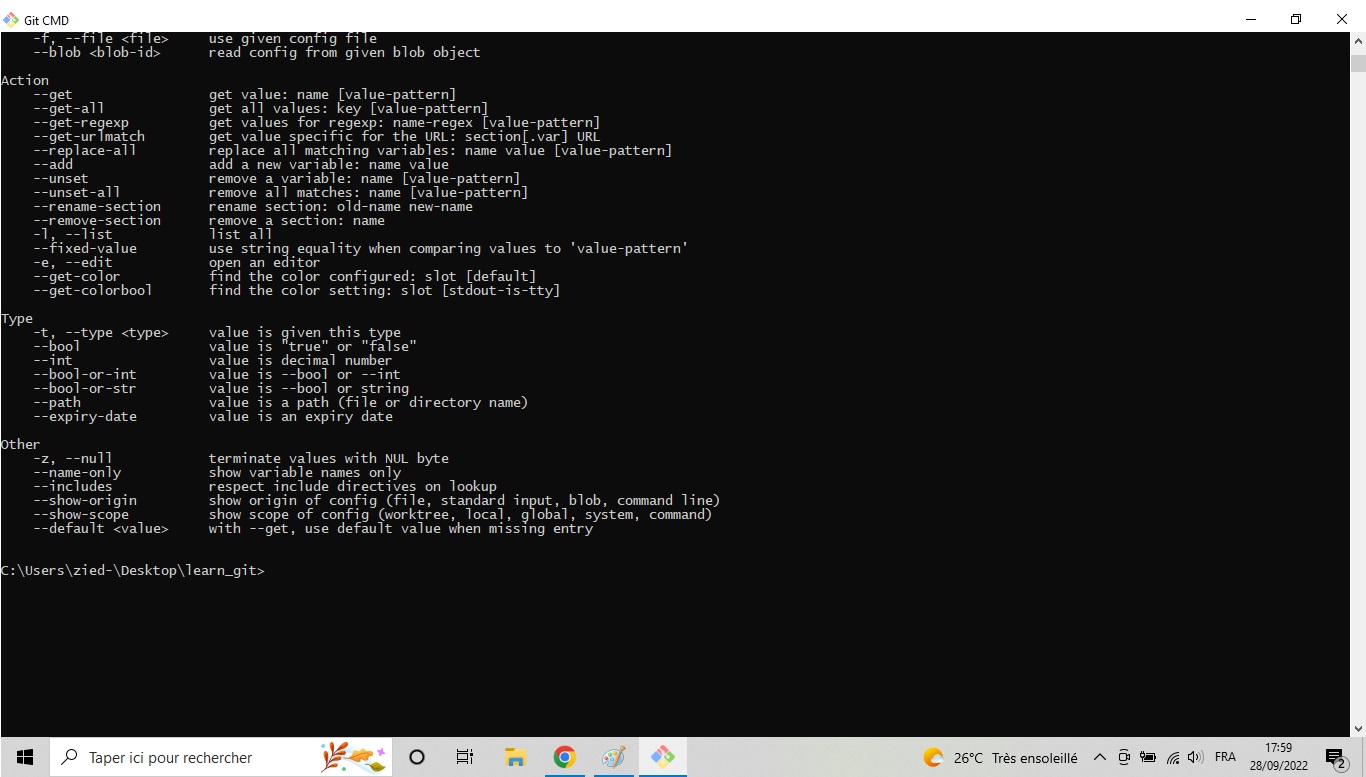 Git CMD
-f, --file <file> use given config file
--blob <blob-id> read config from given blob object
Action
--get get value: name [value-pattern]
--get-all get all values: key [value-pattern]
--get-regexp get values for regexp: name-regex [value-pattern]
--get-urlmatch get value specific for the URL: section[.var] URL
--replace-all replace all matching variables: name value [value-pattern]
--add add a new variable: name value
--unset remove a variable: name [value-pattern]
--unset-all remove all matches: name [value-pattern]
--rename-section rename section: old-name new-name
--remove-section remove a section: name
-l, --list list all
--fixed-value use string equality when comparing values to 'value-pattern'
-e, --edit open an editor
--get-color find the color configured: slot [default]
--get-colorbool find the color setting: slot [stdout-is-tty]
Type
-t, --type <type> value is given this type
--bool value is "true" or "false"
--int value is decimal number
--bool-or-int value is --bool or --int
--bool-or-str value is --bool or string
--path value is a path (file or directory name)
--expiry-date value is an expiry date
Other
-z, --null terminate values with NUL byte
--name-only show variable names only
--includes respect include directives on lookup
--show-origin show origin of config (file, standard input, blob, command line)
--show-scope show scope of config (worktree, local, global, system, command)
--default <value> with --get, use default value when missing entry
C:\Users\zied-\Desktop\learn_git>
Taper ici pour rechercher
26°C Très ensoleillé
FRA
17:59
28/09/2022
2